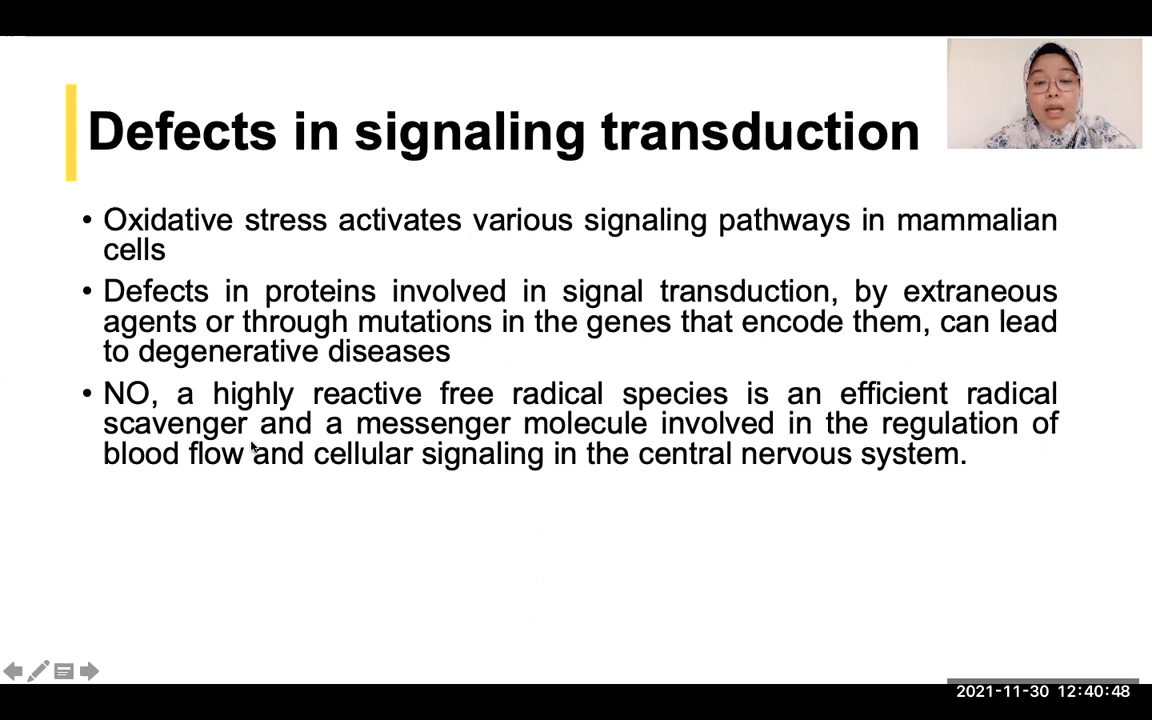 Defects in signaling transduction
• Oxidative stress activates various signaling pathways in mammalian
cells
• Defects in proteins involved in signal transduction, by extraneous
agents or through mutations in the genes that encode them, can lead
to degenerative diseases
• NO, a highly reactive free radical species is an efficient radical
scavenger and a messenger molecule involved in the regulation of
blood flow and cellular signaling in the central nervous system.
2021-11-30 12:40:48